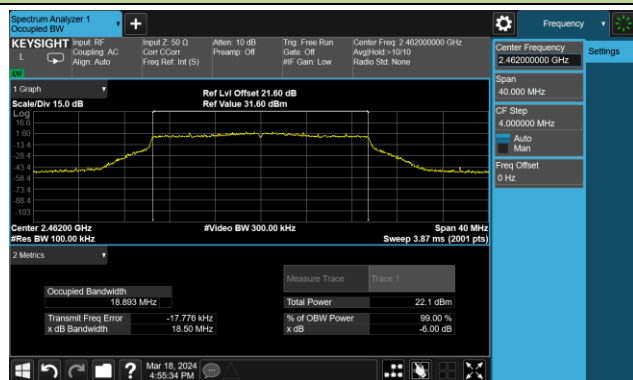 Spectrum Analyzer 1
Occupied BW
Frequency
KEYSIGHT
L
Input: RF
Coupling: AC
Align: Auto
Input Z: 50 Ω
Corr CCorr
Freq Ref: Int (S)
Atten: 10 dB
Preamp: Off
Trig: Free Run
Gate: Off
#IF Gain: Low
Center Freq: 2.462000000 GHz
Avg|Hold:>10/10
Radio Std: None
Center Frequency
2.462000000 GHz
Settings
Span
40.000 MHz
CF Step
4.000000 MHz
Auto
Man
Freq Offset
0 Hz
1 Graph
Scale/Div 15.0 dB
Ref Lvl Offset 21.60 dB
Ref Value 31.60 dBm
Log
16.6
1.60
-13.4
-28.4
-43.4
-58.4
-73.4
-88.4
-103
Center 2.46200 GHz
#Res BW 100.00 kHz
#Video BW 300.00 kHz
Span 40 MHz
Sweep 3.87 ms (2001 pts)
2 Metrics
Measure Trace
Trace 1
Occupied Bandwidth
18.893 MHz
Total Power
22.1 dBm
Transmit Freq Error
-17.776 kHz
% of OBW Power
99.00 %
x dB Bandwidth
18.50 MHz
x dB
-6.00 dB
Mar 18, 2024
4:55:34 PM